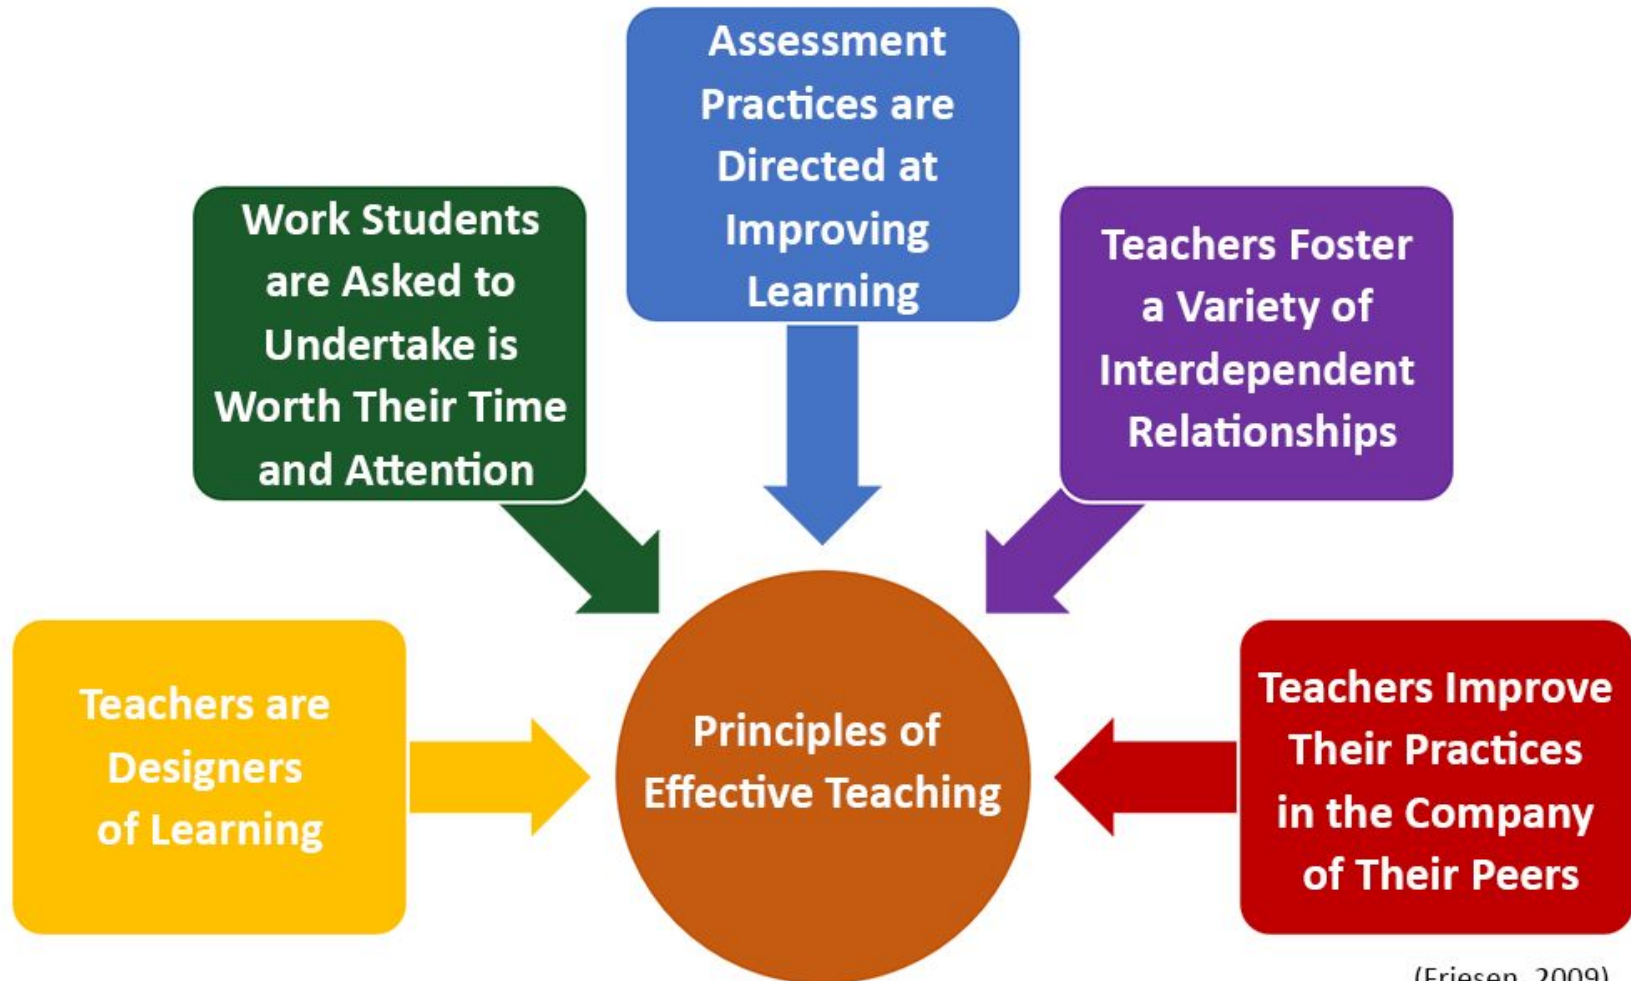 Assessment
Practices are
Directed at
Improving
Learning
Work Students
are Asked to
Undertake is
Worth Their Time
and Attention
Teachers Foster
a Variety of
Interdependent
Relationships
Teachers are
Designers
of Learning
Principles of
Effective Teaching
Teachers Improve
Their Practices
in the Company
of Their Peers
(Friesen, 2009)